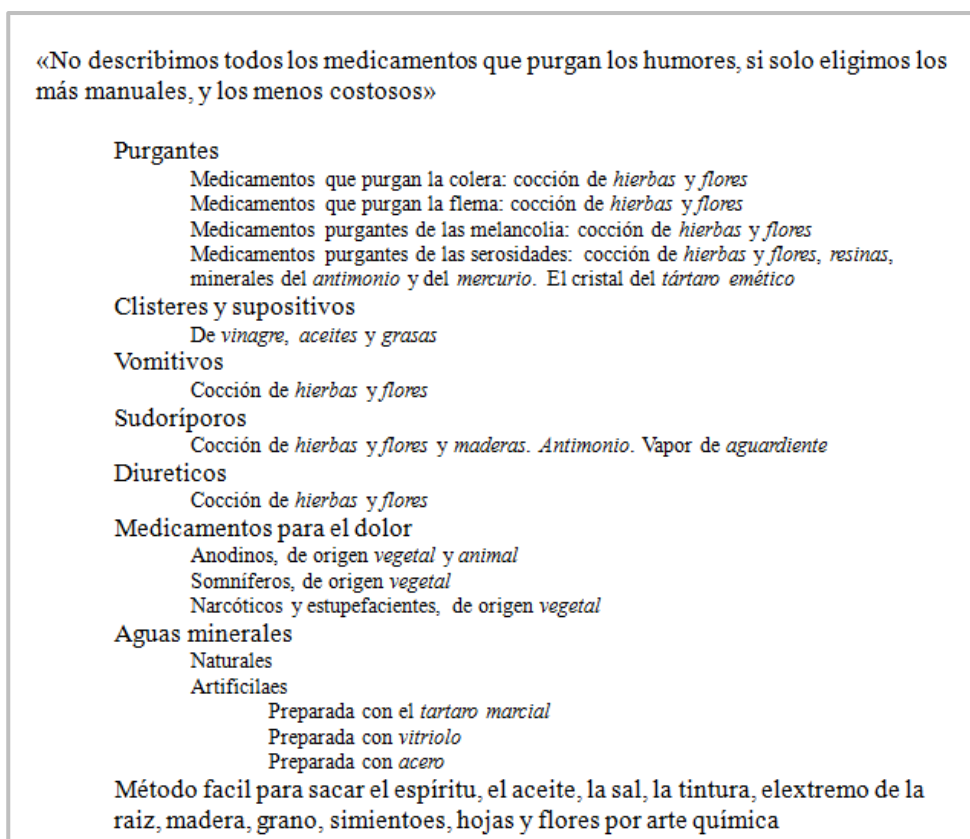 «No describimos todos los medicamentos que purgan los humores, si solo eligimos los
más manuales, y los menos costosos»
Purgantes
Medicamentos que purgan la colera: cocción de hierbas y flores
Medicamentos que purgan la flema: cocción de hierbas y flores
Medicamentos purgantes de las melancolia: cocción de hierbas y flores
Medicamentos purgantes de las serosidades: cocción de hierbas y flores, resinas,
minerales del antimonio y del mercurio. El cristal del tártaro emético
Clisteres y supositivos
De vinagre, aceites y grasas
Vomitivos
Cocción de hierbas y flores
Sudoríporos
Cocción de hierbas y flores y maderas. Antimonio. Vapor de aguardiente
Diureticos
Cocción de hierbas y flores
Medicamentos para el dolor
Anodinos, de origen vegetal y animal
Somníferos, de origen vegetal
Narcóticos y estupefacientes, de origen vegetal
Aguas minerales
Naturales
Artificilaes
Preparada con el tartaro marcial
Preparada con vitriolo
Preparada con acero
Método facil para sacar el espíritu, el aceite, la sal, la tintura, elextremo de la
raiz, madera, grano, simientoes, hojas y flores por arte química